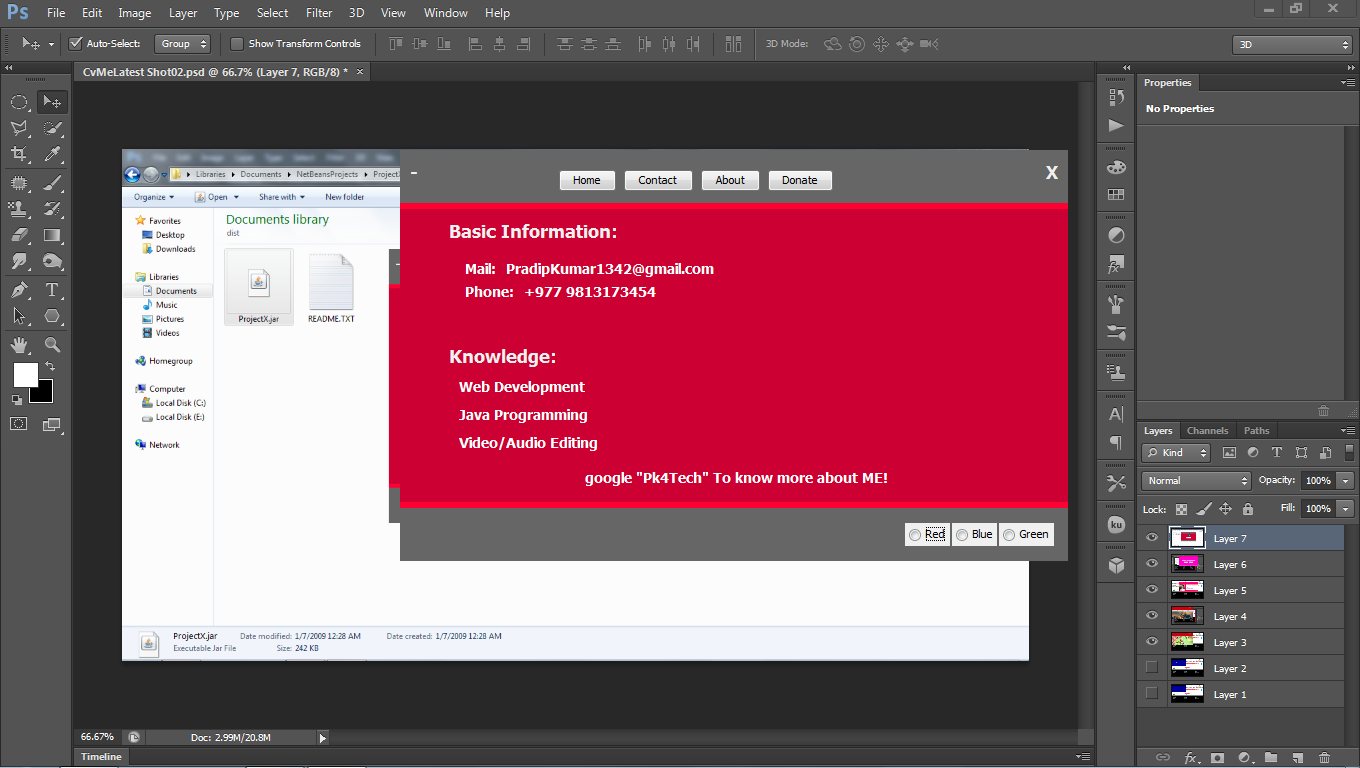 Ps File Edit Image Layer Type Select Filter 3D View Window Help
Auto-Select: Group Show Transform Controls 3D Mode: 3D
CvMeLatest Shot02.psd @ 66.7% (Layer 7, RGB/8) * ×
Properties
No Properties
Libraries Documents NetBeansProjects
Organize Open Share with New folder
Favorites
Desktop
Downloads
Libraries
Documents
Music
Pictures
Videos
Homegroup
Computer
Local Disk (C:)
Local Disk (E:)
Network
Documents library
dist
ProjectX.jar README.TXT
- Home Contact About Donate X
Basic Information:
Mail: PradipKumar1342@gmail.com
Phone: +977 9813173454
Knowledge:
Web Development
Java Programming
Video/Audio Editing
google "Pk4Tech" To know more about ME!
Red Blue Green
ProjectX.jar Date modified: 1/7/2009 12:28 AM Date created: 1/7/2009 12:28 AM
Executable Jar File Size: 242 KB
ku
Layers Channels Paths
Kind
Normal Opacity: 100%
Lock: Fill: 100%
Layer 7
Layer 6
Layer 5
Layer 4
Layer 3
Layer 2
Layer 1
fx
66.67% Doc: 2.99M/20.8M
Timeline